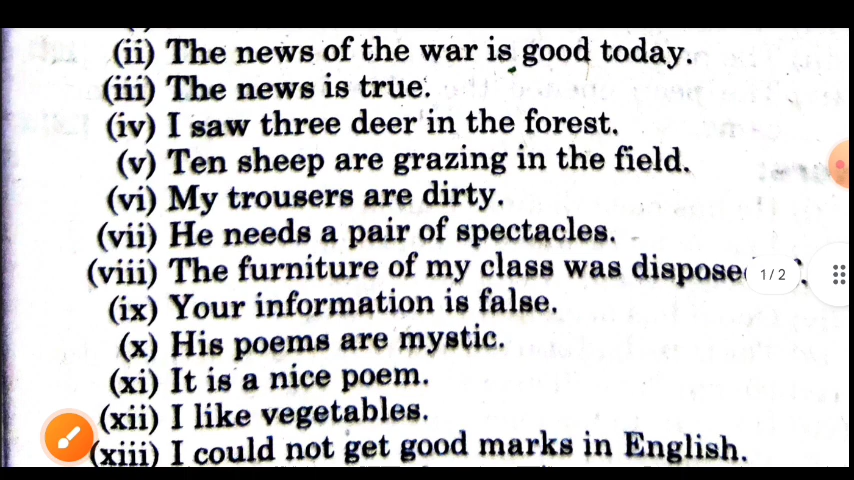 (ii) The news of the war is good today.
(iii) The news is true.
(iv) I saw three deer in the forest.
(v) Ten sheep are grazing in the field.
(vi) My trousers are dirty.
(vii) He needs a pair of spectacles.
(viii) The furniture of my class was
1/2
(ix) Your information is false.
(x) His poems are mystic.
(xi) It is a nice poem.
(xii) I like vegetables.
(xiii) I could not get good marks in English.